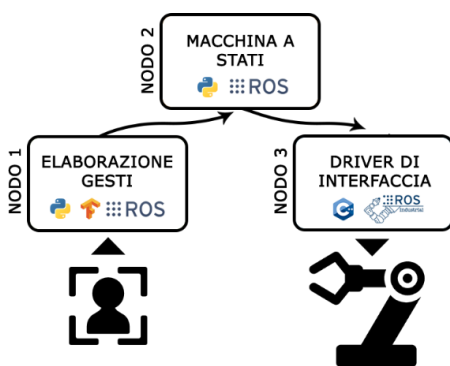 NODO 2
MACCHINA A
STATI
ROS
NODO 1
ELABORAZIONE
GESTI
ROS
NODO 3
DRIVER DI
INTERFACCIA
C++
ROS
Industrial